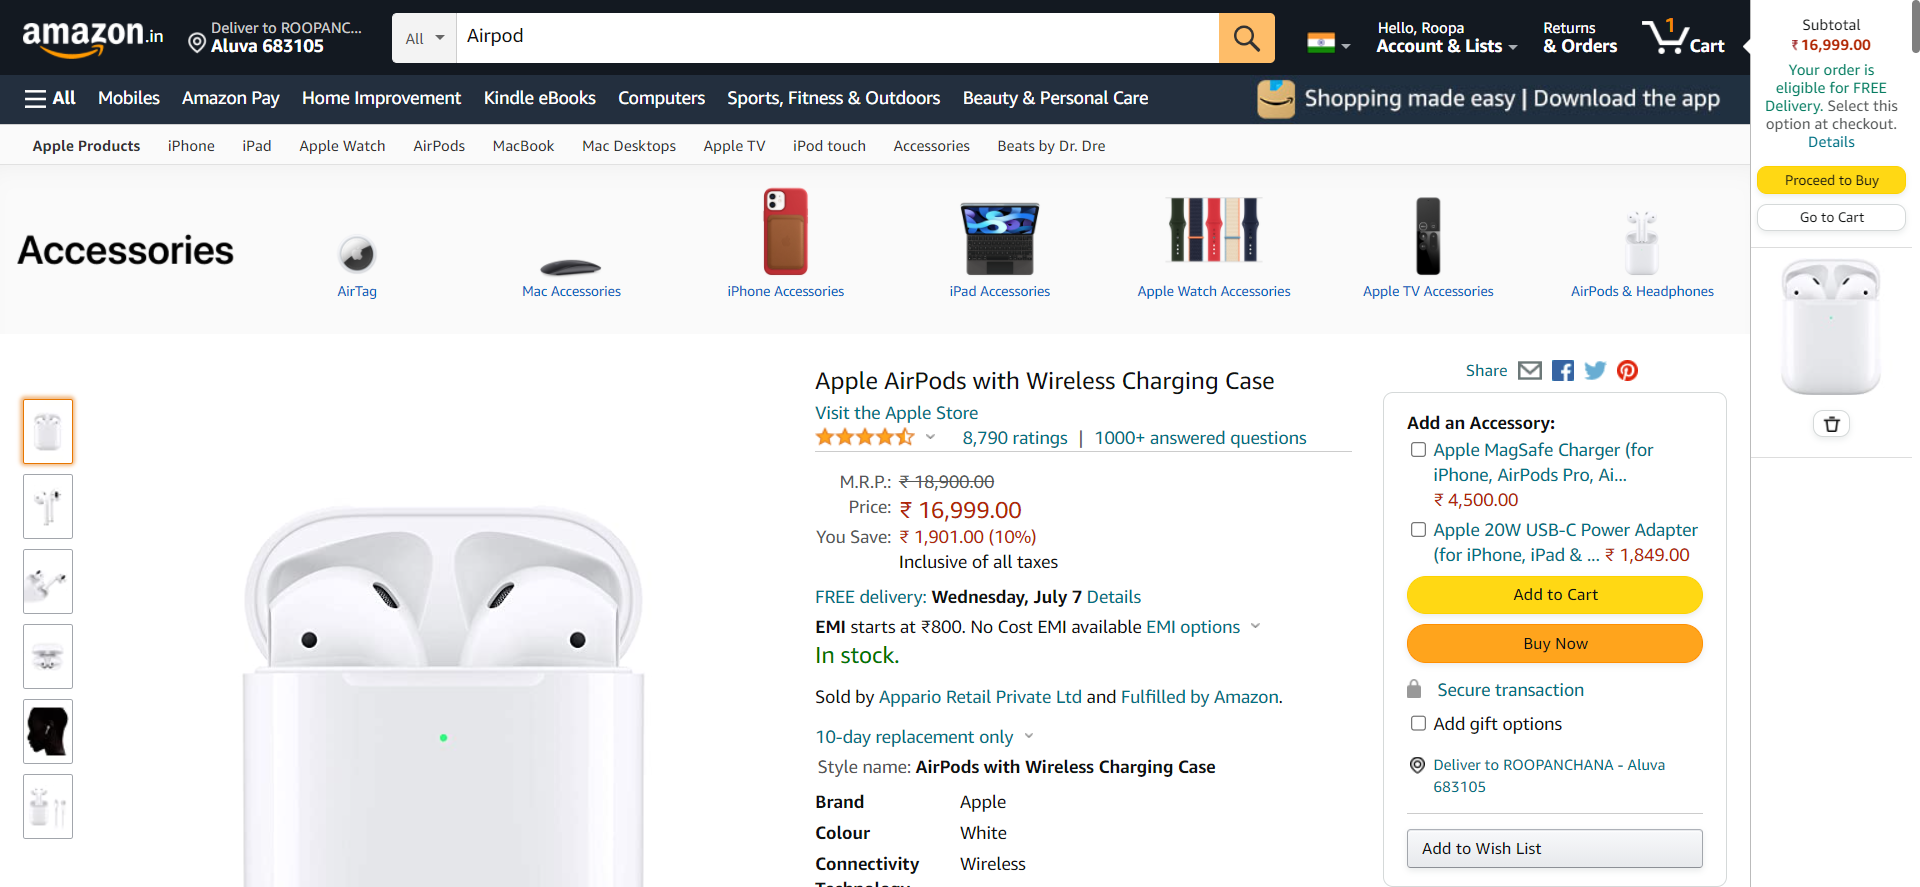 amazon.in
Deliver to ROOPANCHA...
Aluva 683105
All
Airpod
Hello, Roopa
Account & Lists
Returns
& Orders
1
Cart
All
Mobiles
Amazon Pay
Home Improvement
Kindle eBooks
Computers
Sports, Fitness & Outdoors
Beauty & Personal Care
Shopping made easy | Download the app
Apple Products
iPhone
iPad
Apple Watch
AirPods
MacBook
Mac Desktops
Apple TV
iPod touch
Accessories
Beats by Dr. Dre
Accessories
AirTag
Mac Accessories
iPhone Accessories
iPad Accessories
Apple Watch Accessories
Apple TV Accessories
AirPods & Headphones
Apple AirPods with Wireless Charging Case
Visit the Apple Store
8,790 ratings | 1000+ answered questions
M.R.P.: ₹ 18,900.00
Price: ₹ 16,999.00
You Save: ₹ 1,901.00 (10%)
Inclusive of all taxes
FREE delivery: Wednesday, July 7 Details
EMI starts at ₹800. No Cost EMI available EMI options
In stock.
Sold by Appario Retail Private Ltd and Fulfilled by Amazon.
10-day replacement only
Style name: AirPods with Wireless Charging Case
Brand Apple
Colour White
Connectivity Wireless
Technology
Share
Add an Accessory:
Apple MagSafe Charger (for
iPhone, AirPods Pro, Ai...
₹ 4,500.00
Apple 20W USB-C Power Adapter
(for iPhone, iPad & ... ₹ 1,849.00
Add to Cart
Buy Now
Secure transaction
Add gift options
Deliver to ROOPANCHANA - Aluva
683105
Add to Wish List
Subtotal
₹ 16,999.00
Your order is
eligible for FREE
Delivery. Select this
option at checkout.
Details
Proceed to Buy
Go to Cart